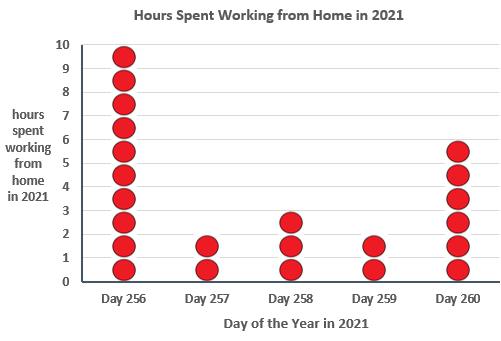 Hours Spent Working from Home in 2021
hours
spent
working
from
home
in 2021
10
9
8
7
6
5
4
3
2
1
0
Day 256 Day 257 Day 258 Day 259 Day 260
Day of the Year in 2021